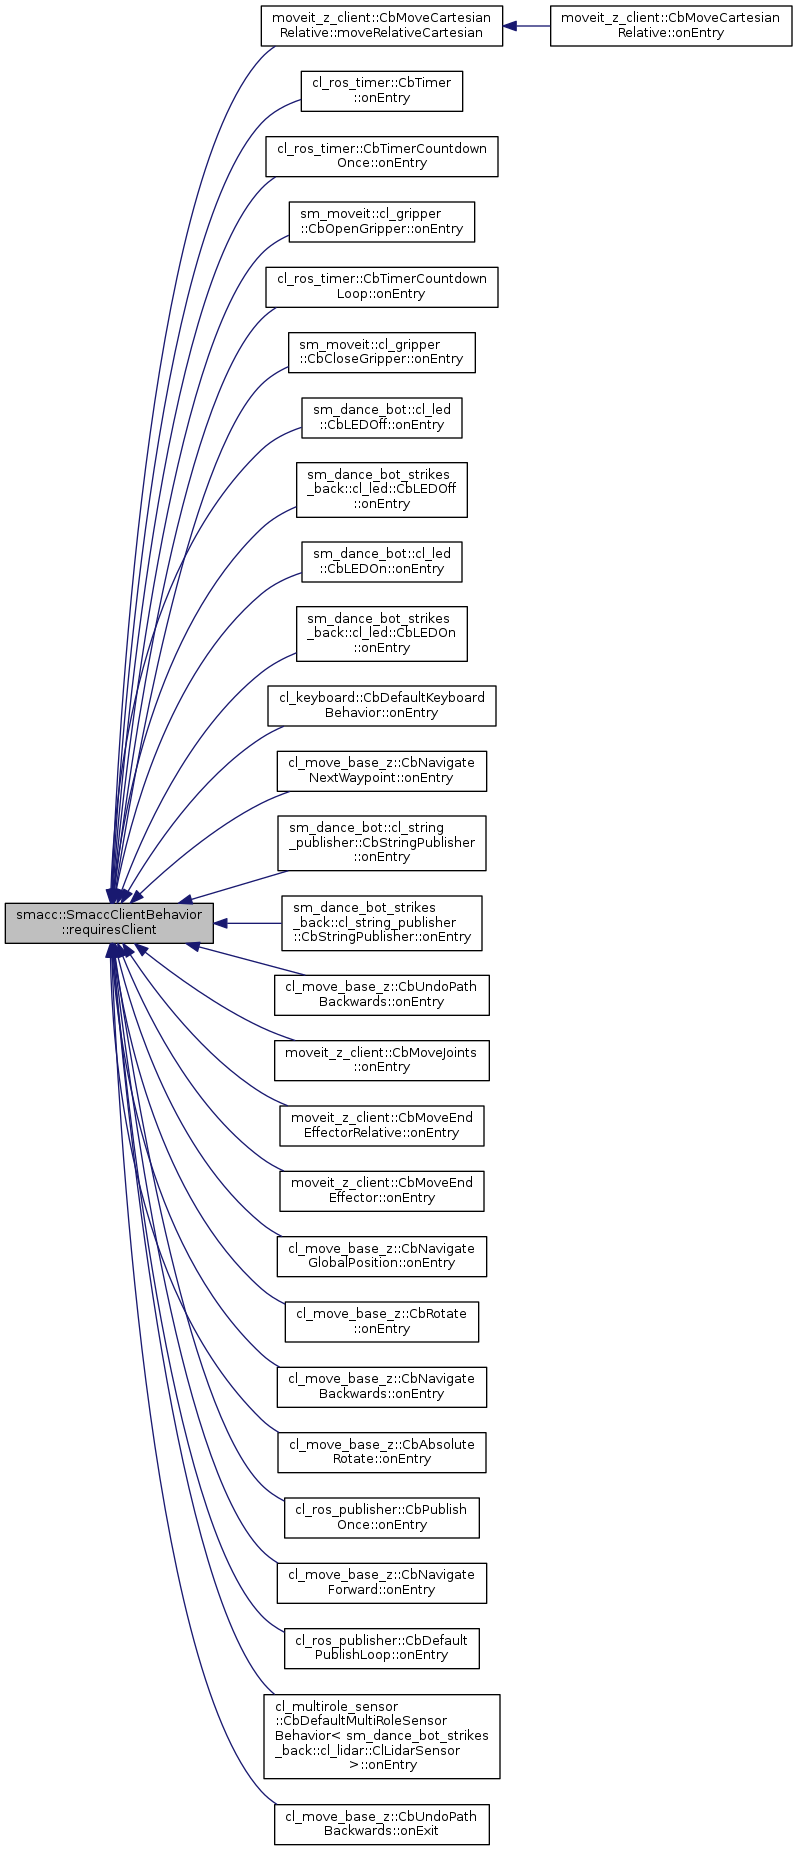 moveit_z_client::CbMoveCartesian
Relative::moveRelativeCartesian
moveit_z_client::CbMoveCartesian
Relative::onEntry
cl_ros_timer::CbTimer
::onEntry
cl_ros_timer::CbTimerCountdown
Once::onEntry
sm_moveit::cl_gripper
::CbOpenGripper::onEntry
cl_ros_timer::CbTimerCountdown
Loop::onEntry
sm_moveit::cl_gripper
::CbCloseGripper::onEntry
sm_dance_bot::cl_led
::CbLEDOff::onEntry
sm_dance_bot_strikes
_back::cl_led::CbLEDOff
::onEntry
sm_dance_bot::cl_led
::CbLEDOn::onEntry
sm_dance_bot_strikes
_back::cl_led::CbLEDOn
::onEntry
cl_keyboard::CbDefaultKeyboard
Behavior::onEntry
cl_move_base_z::CbNavigate
NextWaypoint::onEntry
sm_dance_bot::cl_string
_publisher::CbStringPublisher
::onEntry
smacc::SmaccClientBehavior
::requiresClient
sm_dance_bot_strikes
_back::cl_string_publisher
::CbStringPublisher::onEntry
cl_move_base_z::CbUndoPath
Backwards::onEntry
moveit_z_client::CbMoveJoints
::onEntry
moveit_z_client::CbMoveEnd
EffectorRelative::onEntry
moveit_z_client::CbMoveEnd
Effector::onEntry
cl_move_base_z::CbNavigate
GlobalPosition::onEntry
cl_move_base_z::CbRotate
::onEntry
cl_move_base_z::CbNavigate
Backwards::onEntry
cl_move_base_z::CbAbsolute
Rotate::onEntry
cl_ros_publisher::CbPublish
Once::onEntry
cl_move_base_z::CbNavigate
Forward::onEntry
cl_ros_publisher::CbDefault
PublishLoop::onEntry
cl_multirole_sensor
::CbDefaultMultiRoleSensor
Behavior< sm_dance_bot_strikes
_back::cl_lidar::ClLidarSensor
>::onEntry
cl_move_base_z::CbUndoPath
Backwards::onExit